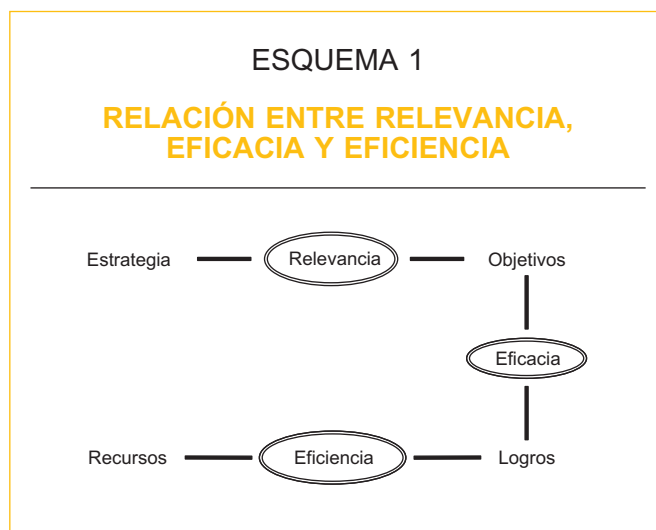 ESQUEMA 1
RELACIÓN ENTRE RELEVANCIA,
EFICACIA Y EFICIENCIA
Estrategia Relevancia Objetivos
Eficacia
Recursos Eficiencia Logros